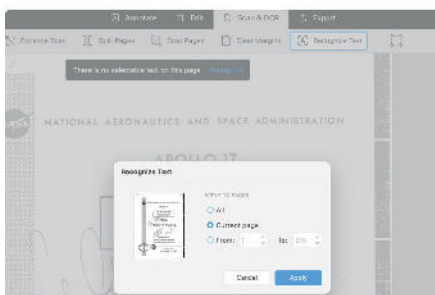 Annotate Edit Scan & OCR Export
Enhance Scan Split Pages Crop Pages Clear Margins Recognize Text
There is no selectable text on this page. Recognize
NATIONAL AERONAUTICS AND SPACE ADMINISTRATION
APOLLO 17
Recognize Text
APPLY TO PAGES
All
Current page
From: 1 To:
Cancel Apply